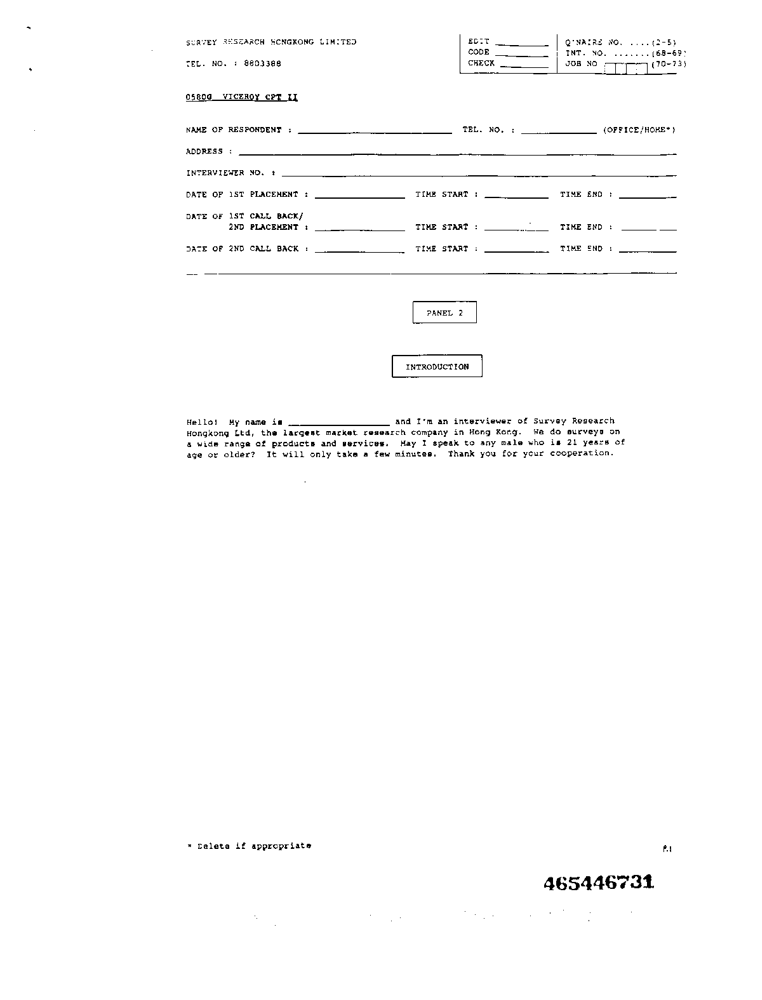 SURVEY RESEARCH HONGKONG LIMITED
TEL. NO. : 8803388
EDIT ________
CODE ________
CHECK ________
Q'NAIRE NO. ....(2-5)
INT. NO. .......(68-69)
JOB NO (70-73)
0580G VICEROY CPT II
NAME OF RESPONDENT : ________ TEL. NO. : ________ (OFFICE/HOME*)
ADDRESS : ________
INTERVIEWER NO. : ________
DATE OF 1ST PLACEMENT : ________ TIME START : ________ TIME END : ________
DATE OF 1ST CALL BACK/
2ND PLACEMENT : ________ TIME START : ________ TIME END : ________
DATE OF 2ND CALL BACK : ________ TIME START : ________ TIME END : ________
PANEL 2
INTRODUCTION
Hello! My name is ________ and I'm an interviewer of Survey Research
Hongkong Ltd, the largest market research company in Hong Kong. We do surveys on
a wide range of products and services. May I speak to any male who is 21 years of
age or older? It will only take a few minutes. Thank you for your cooperation.
* Delete if appropriate
P.1
465446731